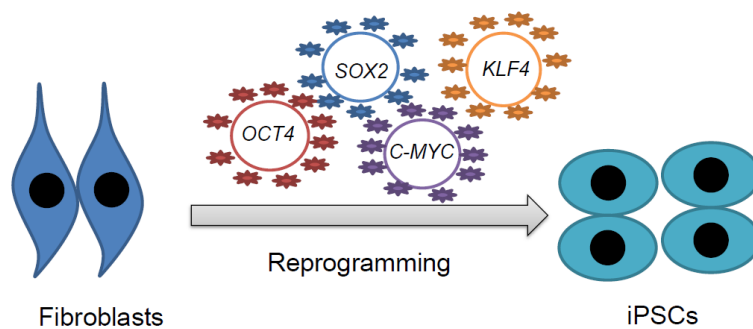 SOX2
KLF4
OCT4
C-MYC
Reprogramming
Fibroblasts
iPSCs